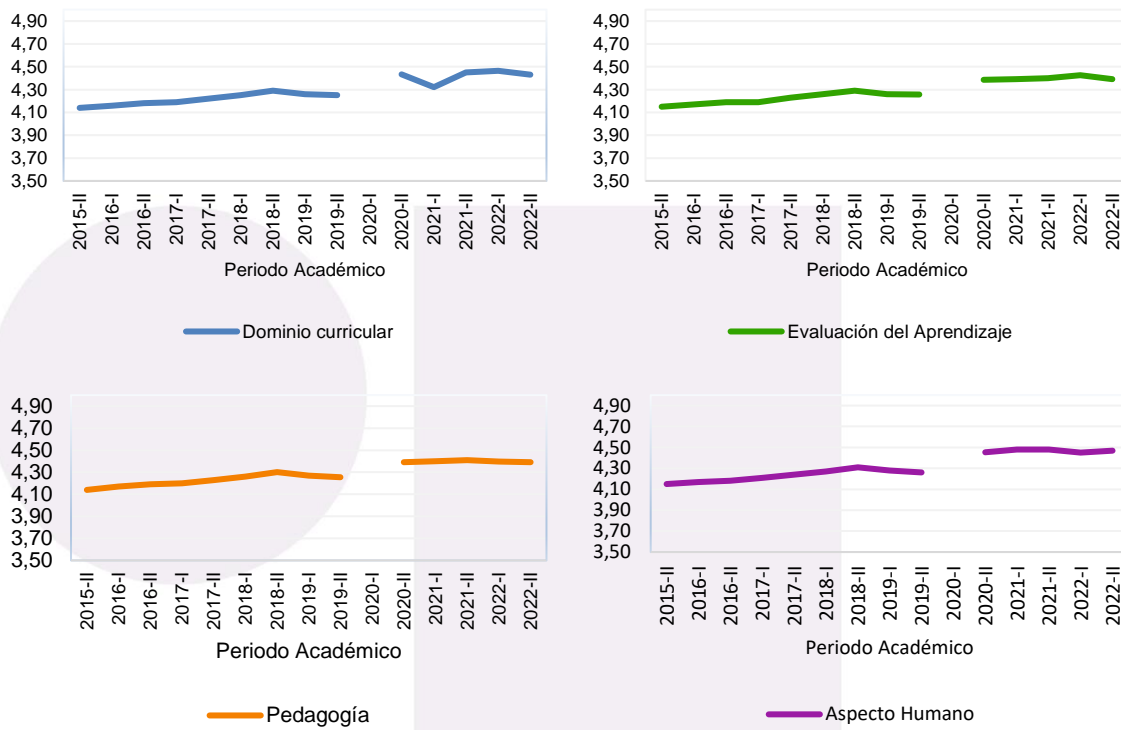 4,90
4,70
4,50
4,30
4,10
3,90
3,70
3,50
2015-II
2016-I
2016-II
2017-I
2017-II
2018-I
2018-II
2019-I
2019-II
2020-I
2020-II
2021-I
2021-II
2022-I
2022-II
Periodo Académico
Dominio curricular
4,90
4,70
4,50
4,30
4,10
3,90
3,70
3,50
2015-II
2016-I
2016-II
2017-I
2017-II
2018-I
2018-II
2019-I
2019-II
2020-I
2020-II
2021-I
2021-II
2022-I
2022-II
Periodo Académico
Evaluación del Aprendizaje
4,90
4,70
4,50
4,30
4,10
3,90
3,70
3,50
2015-II
2016-I
2016-II
2017-I
2017-II
2018-I
2018-II
2019-I
2019-II
2020-I
2020-II
2021-I
2021-II
2022-I
2022-II
Periodo Académico
Pedagogía
4,90
4,70
4,50
4,30
4,10
3,90
3,70
3,50
2015-II
2016-I
2016-II
2017-I
2017-II
2018-I
2018-II
2019-I
2019-II
2020-I
2020-II
2021-I
2021-II
2022-I
2022-II
Periodo Académico
Aspecto Humano